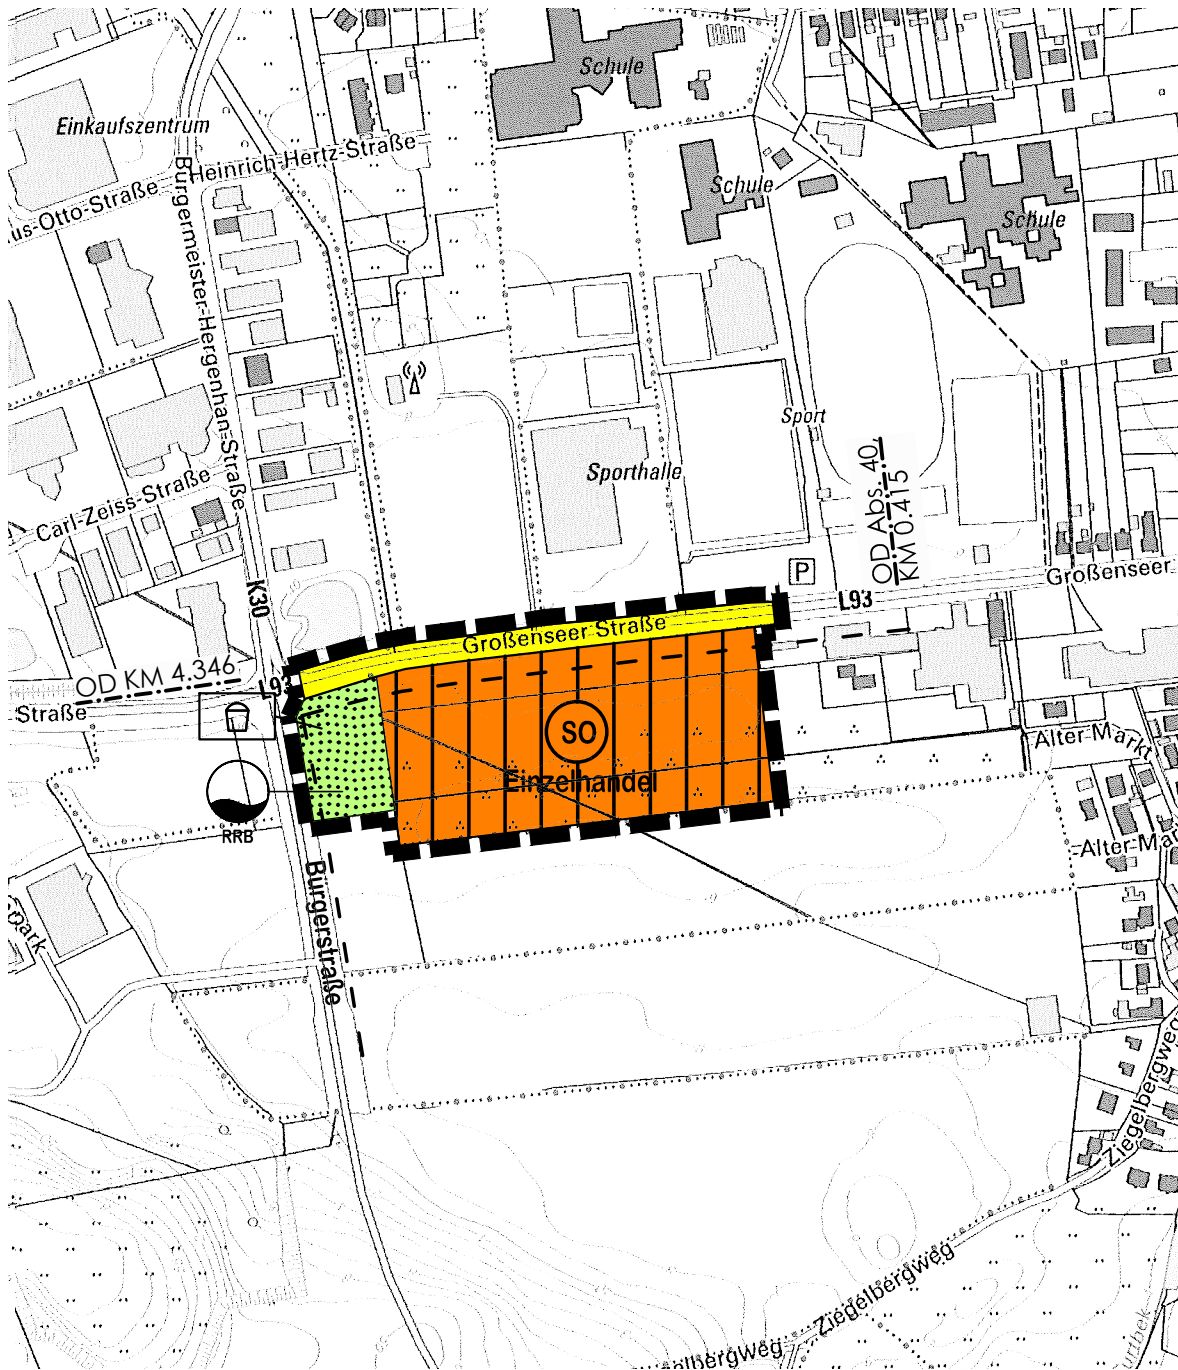 Schule
Einkaufszentrum
Heinrich-Hertz-Straße
us-Otto-Straße
Bürgermeister-Hergenhan-Straße
Schule
Schule
Sport
Sporthalle
Carl-Zeiss-Straße
OD Abs. 40
KM 0.415
P
K30
L93
Großenseer
Großenseer Straße
OD KM 4.346
L93
Straße
SO
Einzelhandel
Alter Markt
RRB
Alter Mar
Bürgerstraße
park
Ziegelbergweg
Ziegelbergweg
elbergweg